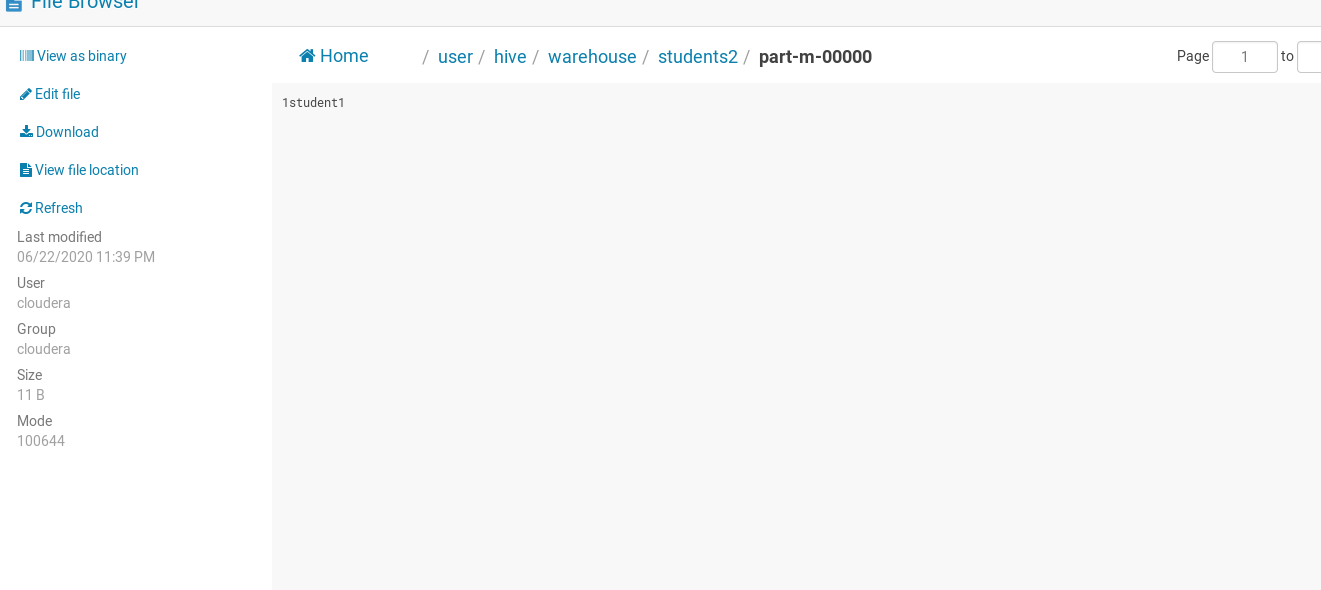 File Browser
View as binary
Home / user / hive / warehouse / students2 / part-m-00000
Page 1 to
Edit file
1student1
Download
View file location
Refresh
Last modified
06/22/2020 11:39 PM
User
cloudera
Group
cloudera
Size
11 B
Mode
100644